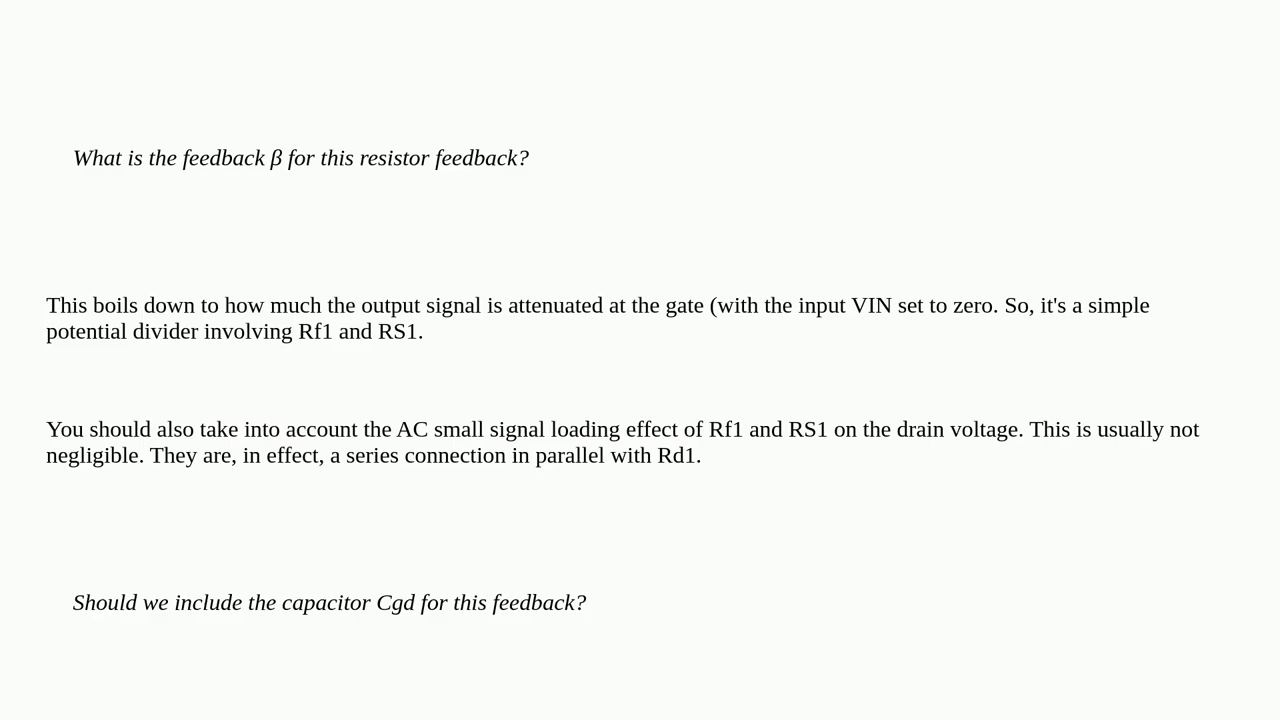 What is the feedback β for this resistor feedback?
This boils down to how much the output signal is attenuated at the gate (with the input VIN set to zero. So, it's a simple
potential divider involving Rf1 and RS1.
You should also take into account the AC small signal loading effect of Rf1 and RS1 on the drain voltage. This is usually not
negligible. They are, in effect, a series connection in parallel with Rd1.
Should we include the capacitor Cgd for this feedback?